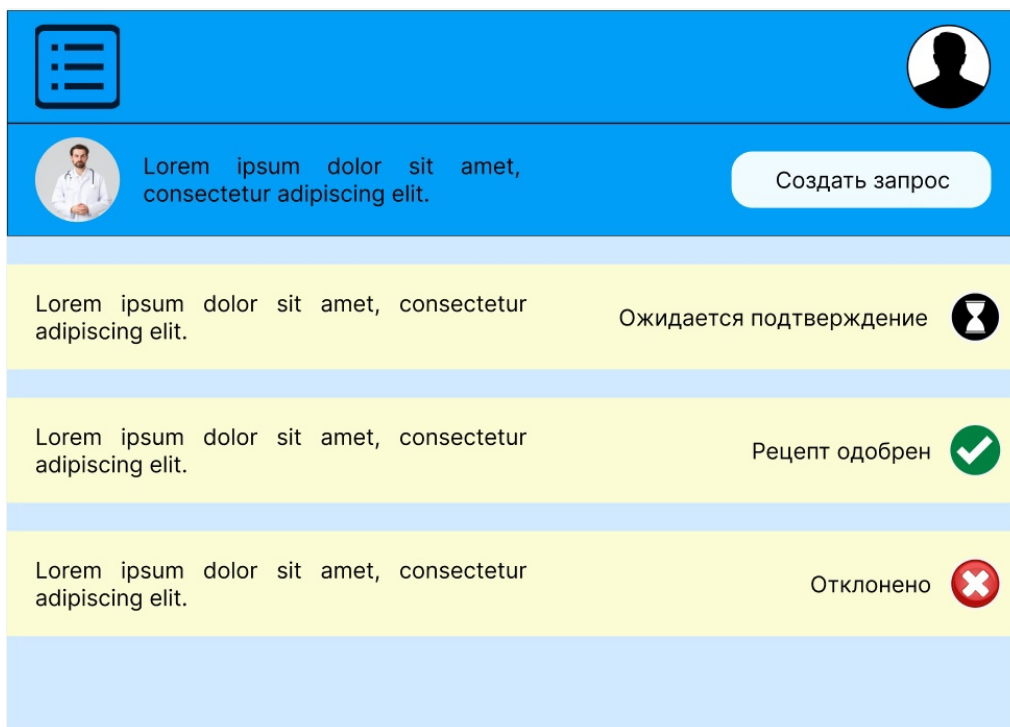 Lorem ipsum dolor sit amet,
consectetur adipiscing elit.
Создать запрос
Lorem ipsum dolor sit amet, consectetur
adipiscing elit.
Ожидается подтверждение
Lorem ipsum dolor sit amet, consectetur
adipiscing elit.
Рецепт одобрен
Lorem ipsum dolor sit amet, consectetur
adipiscing elit.
Отклонено